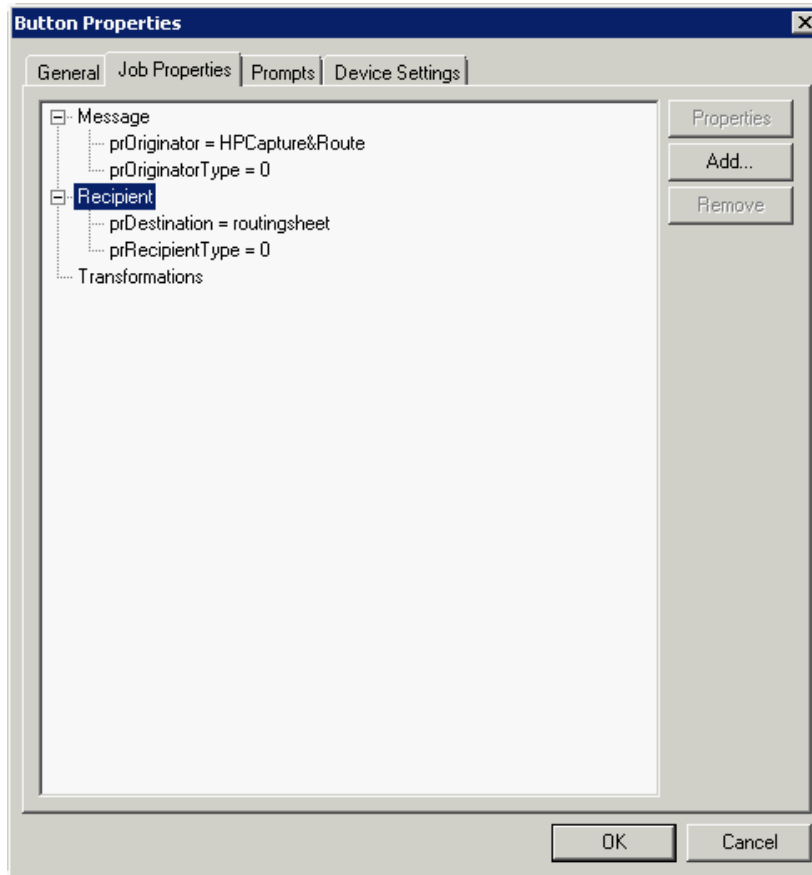 Button Properties
General Job Properties Prompts Device Settings
Message
prOriginator = HPCapture&Route
prOriginatorType = 0
Recipient
prDestination = routingsheet
prRecipientType = 0
Transformations
Properties
Add...
Remove
OK Cancel